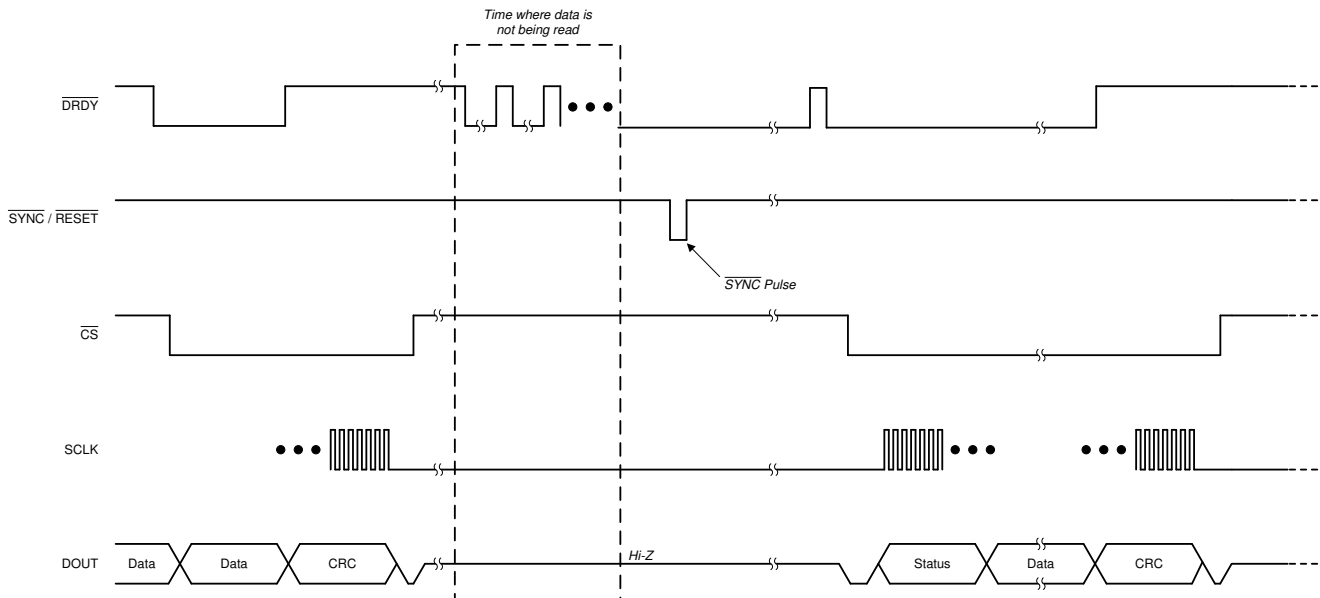 Time where data is
not being read
DRDY
SYNC / RESET
SYNC Pulse
CS
SCLK
DOUT
Data
Data
CRC
Hi-Z
Status
Data
CRC